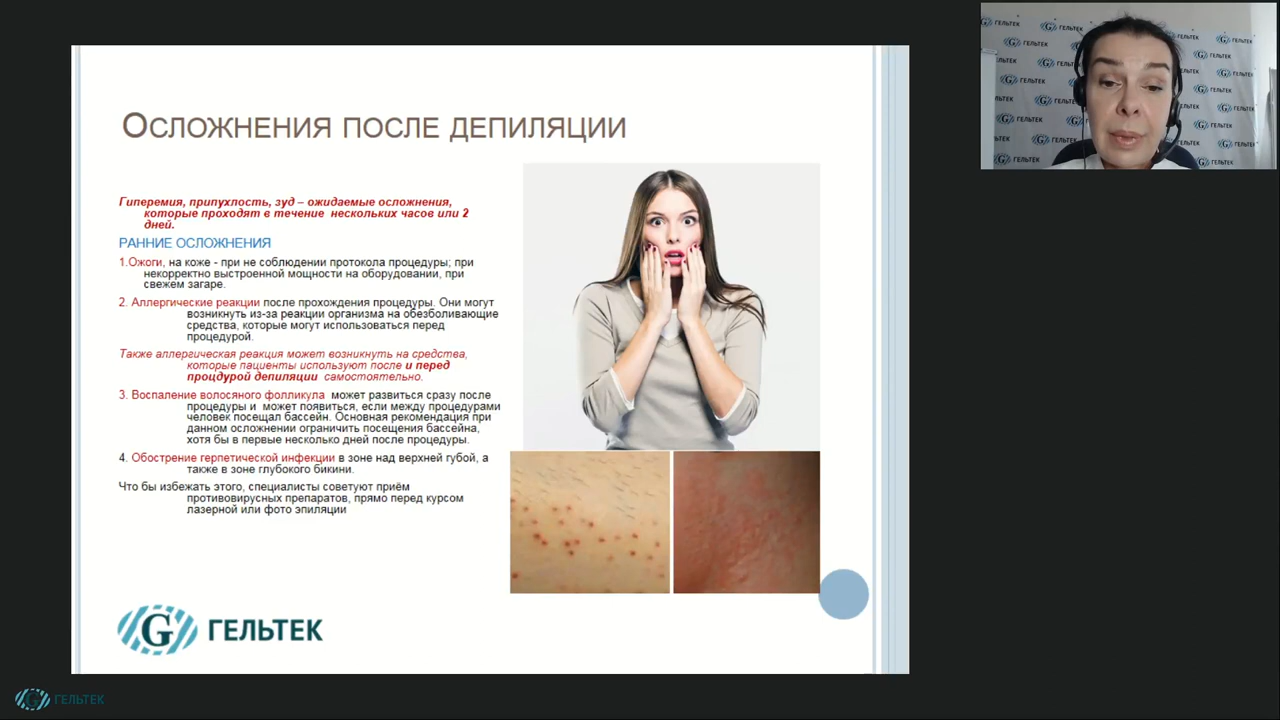 Осложнения после депиляции
Гиперемия, припухлость, зуд – ожидаемые осложнения,
которые проходят в течение несколких часов или 2
дней.
РАННИЕ ОСЛОЖНЕНИЯ
1.Ожоги, на коже - при не соблюдении протокола процедуры; при
некорректно выстроенной мощности на оборудовании, при
свежем загаре.
2. Аллергические реакции после прохождения процедуры. Они могут
возникнуть из-за реакции организма на обезболивающие
средства, которые могут использоваться перед
процедурой.
Также аллергическая реакция может возникнуть на средства,
которые пациенты используют после и перед
процдурой депиляции самостоятельно.
3. Воспаление волосяного фолликула может развиться сразу после
процедуры и может появиться, если между процедурами
человек посещал бассейн. Основная рекомендация при
данном осложнении ограничить посещения бассейна,
хотя бы в первые несколько дней после процедуры.
4. Обострение герпетической инфекции в зоне над верхней губой, а
также в зоне глубокого бикини.
Что бы избежать этого, специалисты советуют приём
противовирусных препаратов, прямо перед курсом
лазерной или фото эпиляции
G ГЕЛЬТЕК
G ГЕЛЬТЕК